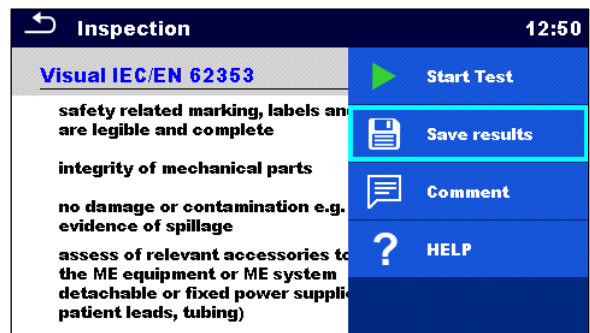 Inspection 12:50
Visual IEC/EN 62353
Start Test
safety related marking, labels an
are legible and complete
Save results
integrity of mechanical parts
Comment
no damage or contamination e.g.
evidence of spillage
? HELP
assess of relevant accessories to
the ME equipment or ME system
detachable or fixed power supplie
patient leads, tubing)